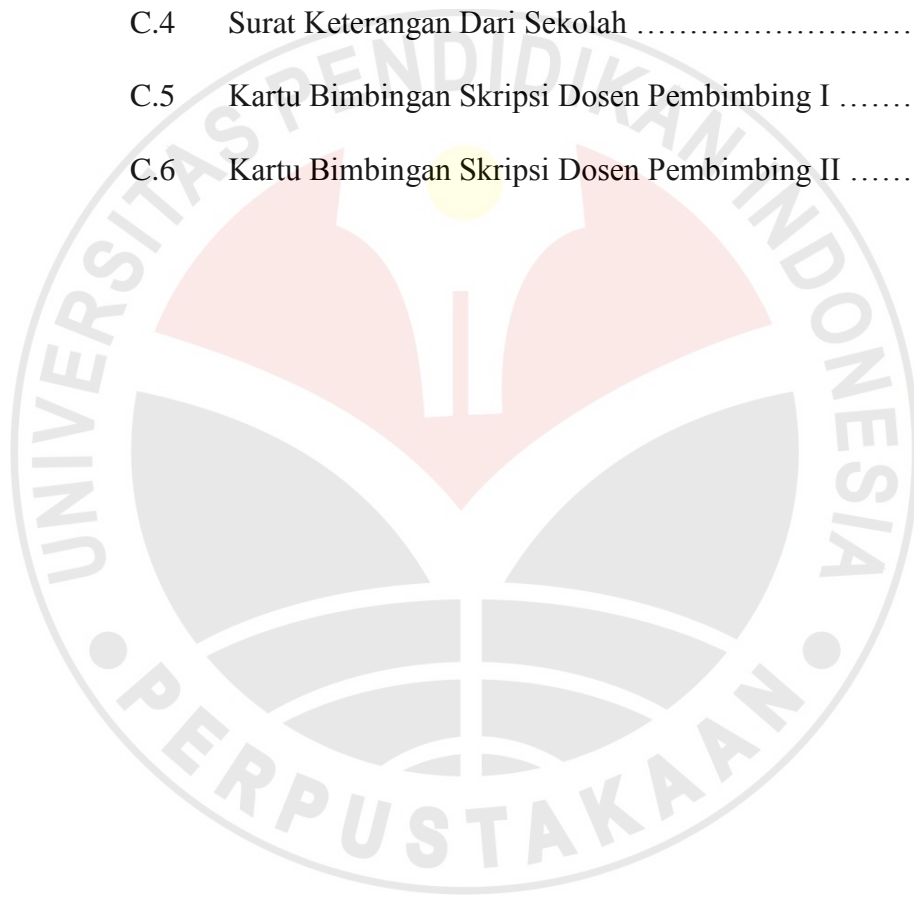 C.4 Surat Keterangan Dari Sekolah ……………………….
C.5 Kartu Bimbingan Skripsi Dosen Pembimbing I …….
C.6 Kartu Bimbingan Skripsi Dosen Pembimbing II ……
UNIVERSITAS PENDIDIKAN INDONESIA
PERPUSTAKAAN